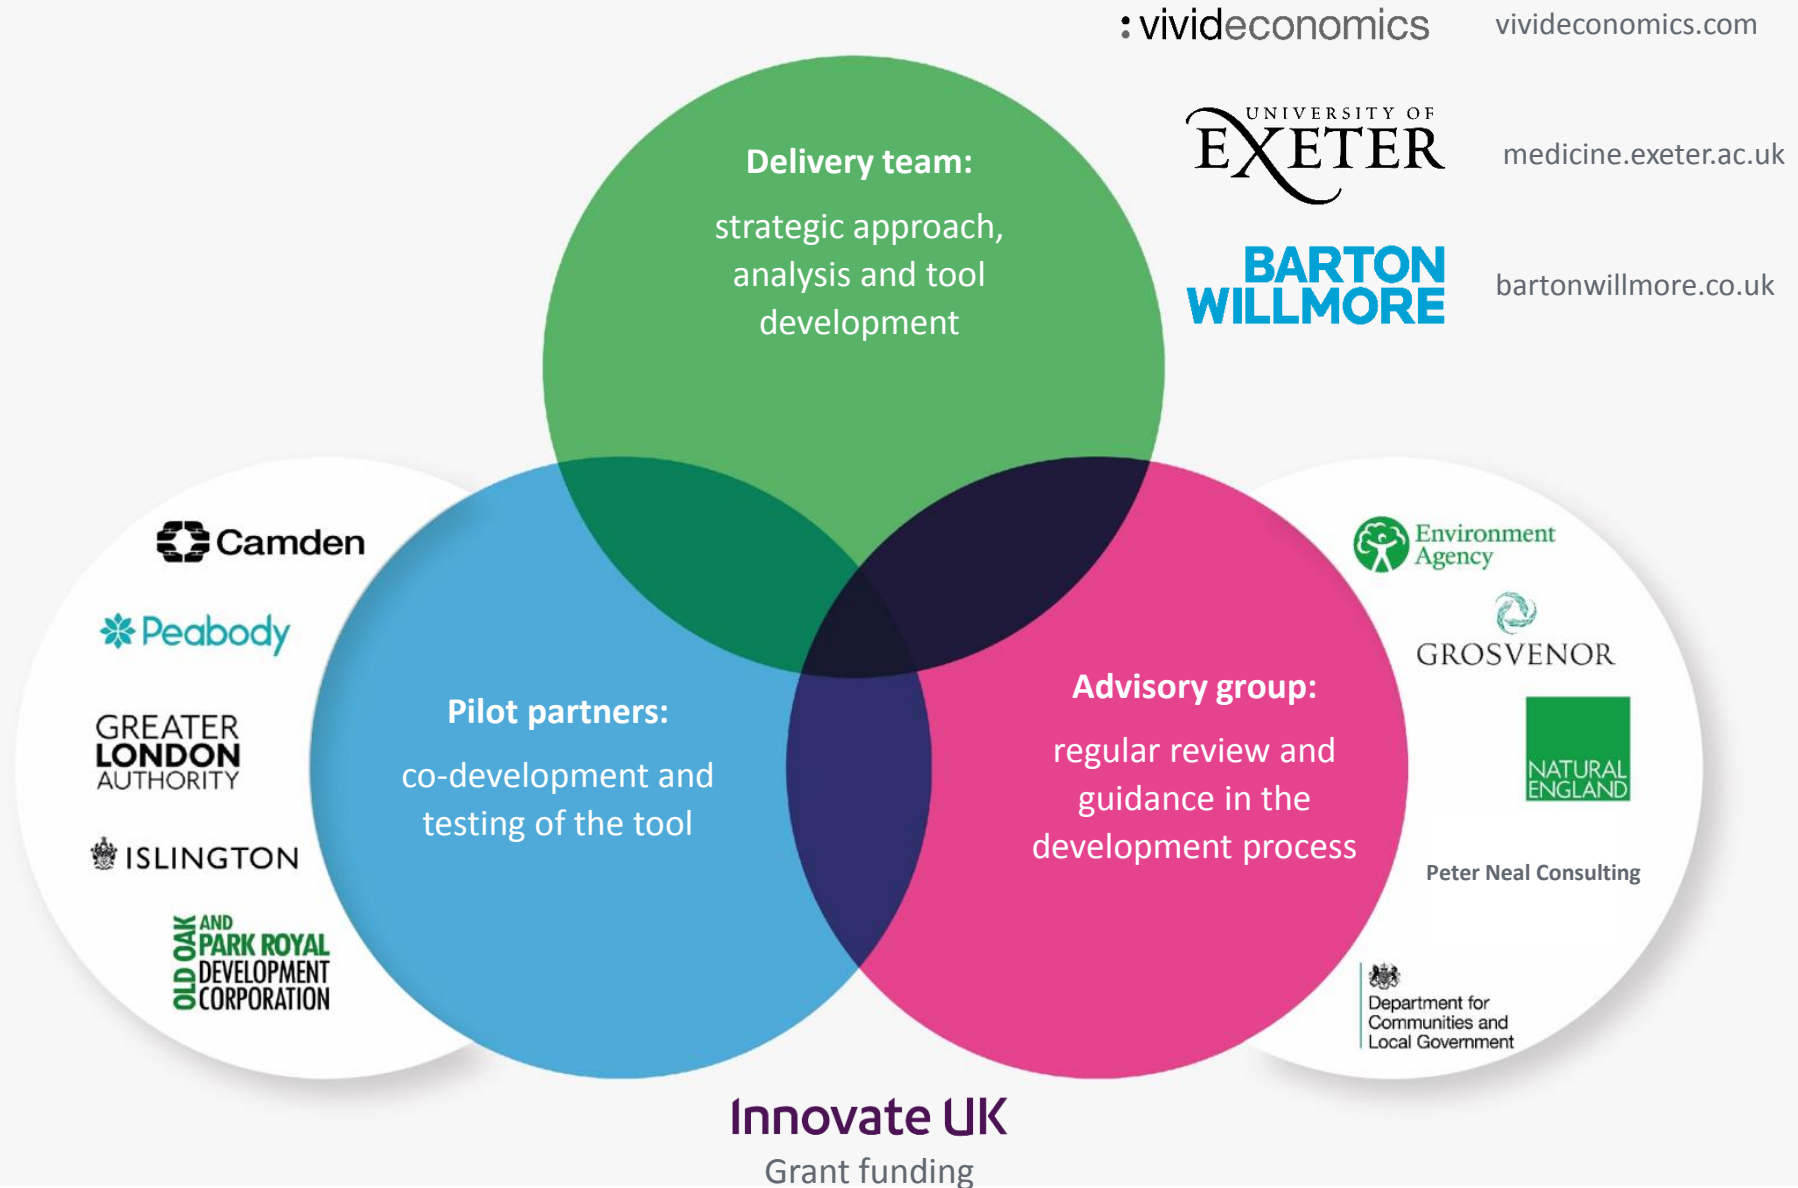 :vivideconomics
vivideconomics.com
UNIVERSITY OF
EXETER
medicine.exeter.ac.uk
BARTON
WILLMORE
bartonwillmore.co.uk
Delivery team:
strategic approach,
analysis and tool
development
Camden
Peabody
GREATER
LONDON
AUTHORITY
ISLINGTON
OLD OAK
AND
PARK ROYAL
DEVELOPMENT
CORPORATION
Pilot partners:
co-development and
testing of the tool
Advisory group:
regular review and
guidance in the
development process
Environment
Agency
GROSVENOR
NATURAL
ENGLAND
Peter Neal Consulting
Department for
Communities and
Local Government
Innovate UK
Grant funding